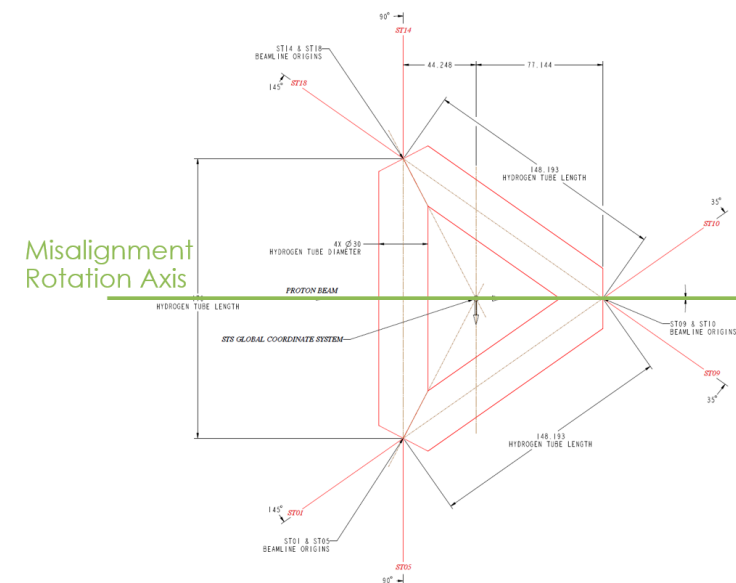 90°
ST14
ST14 & ST18
BEAMLINE ORIGINS
44.248
77.144
145°
ST18
148.193
HYDROGEN TUBE LENGTH
35°
ST10
Misalignment
Rotation Axis
4X Ø30
HYDROGEN TUBE DIAMETER
PROTON BEAM
HYDROGEN TUBE LENGTH
STS GLOBAL COORDINATE SYSTEM
ST09 & ST10
BEAMLINE ORIGINS
ST09
35°
148.193
HYDROGEN TUBE LENGTH
145°
ST01
ST01 & ST05
BEAMLINE ORIGINS
ST05
90°